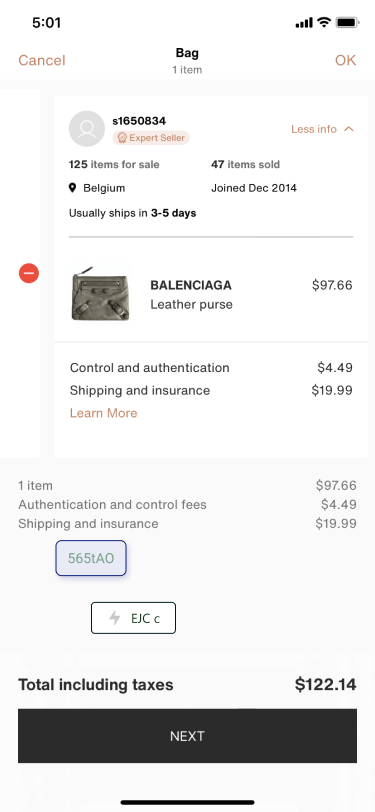 5:01
Cancel
Bag
OK
1 item
s1650834
Expert Seller
Less info
125 items for sale
47 items sold
Belgium
Joined Dec 2014
Usually ships in 3-5 days
BALENCIAGA
$97.66
Leather purse
Control and authentication
$4.49
Shipping and insurance
$19.99
Learn More
1 item
$97.66
Authentication and control fees
$4.49
Shipping and insurance
$19.99
565tAO
EJC c
Total including taxes
$122.14
NEXT